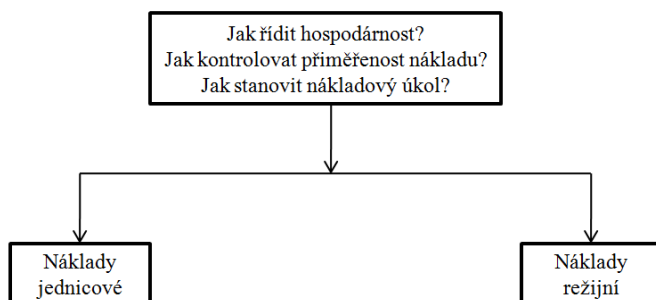 Jak řídit hospodárnost?
Jak kontrolovat přiměřenost nákladu?
Jak stanovit nákladový úkol?
Náklady
jednicové
Náklady
režijní